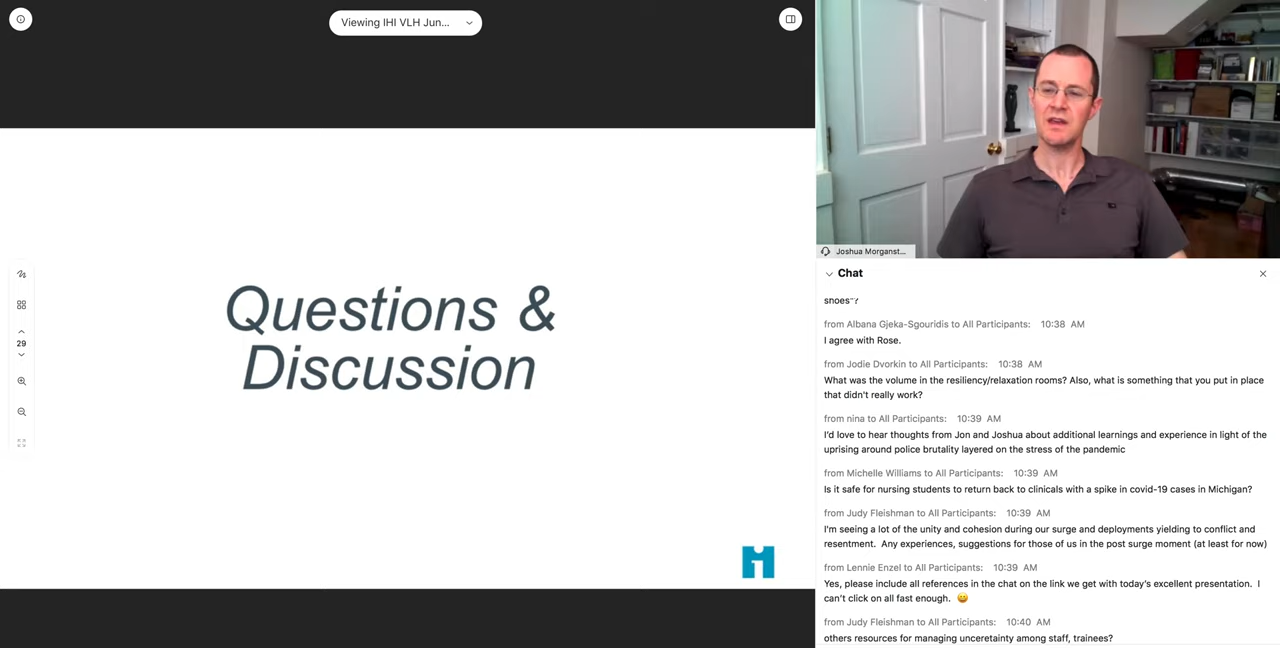 Viewing IHI VLH Jun...
29
Questions &
Discussion
Joshua Morganst...
Chat
from Albana Gjeka-Sgouridis to All Participants: 10:38 AM
I agree with Rose.
from Jodie Dvorkin to All Participants: 10:38 AM
What was the volume in the resiliency/relaxation rooms? Also, what is something that you put in place
that didn't really work?
from nina to All Participants: 10:39 AM
I'd love to hear thoughts from Jon and Joshua about additional learnings and experience in light of the
uprising around police brutality layered on the stress of the pandemic
from Michelle Williams to All Participants: 10:39 AM
Is it safe for nursing students to return back to clinicals with a spike in covid-19 cases in Michigan?
from Judy Fleishman to All Participants: 10:39 AM
I'm seeing a lot of the unity and cohesion during our surge and deployments yielding to conflict and
resentment. Any experiences, suggestions for those of us in the post surge moment (at least for now)
from Lennie Enzel to All Participants: 10:39 AM
Yes, please include all references in the chat on the link we get with today's excellent presentation. I
can't click on all fast enough. 😀
from Judy Fleishman to All Participants: 10:40 AM
others resources for managing unceretainty among staff, trainees?